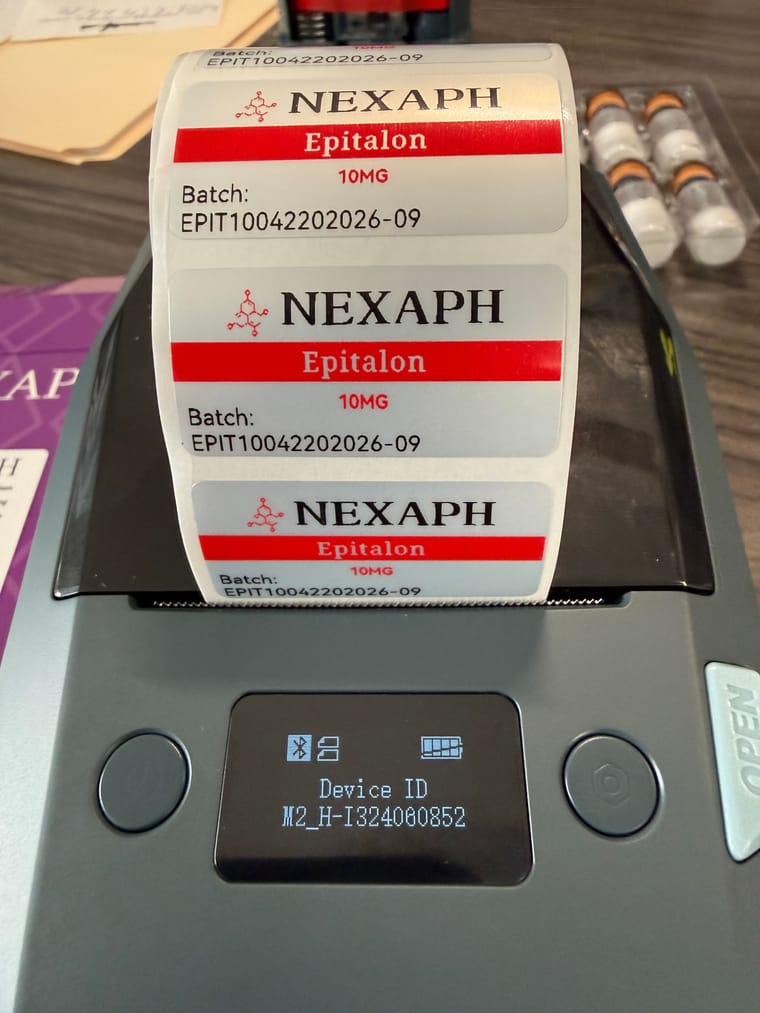 Batch:
EPIT10042202026-09
NEXAPH
Epitalon
10MG
Batch:
EPIT10042202026-09
NEXAPH
Epitalon
10MG
Batch:
EPIT10042202026-09
NEXAPH
Epitalon
10MG
Batch:
EPIT10042202026-09
XAP
H
OPEN
Device ID
M2_H-I324060852